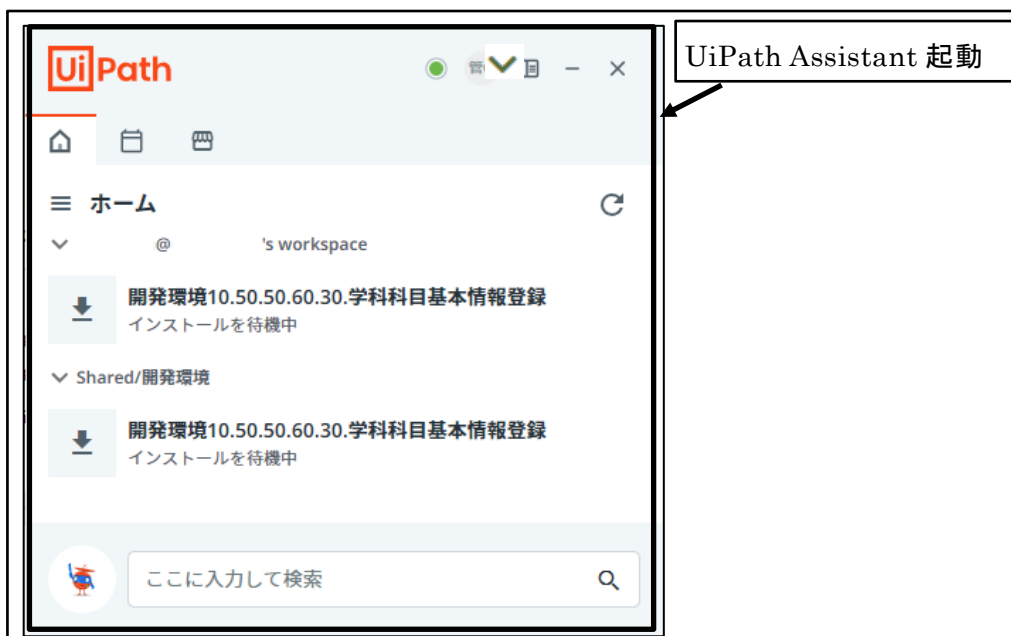 UiPath
管
UiPath Assistant 起動
ホーム
@ 's workspace
開発環境10.50.50.60.30.学科科目基本情報登録
インストールを待機中
Shared/開発環境
開発環境10.50.50.60.30.学科科目基本情報登録
インストールを待機中
ここに入力して検索